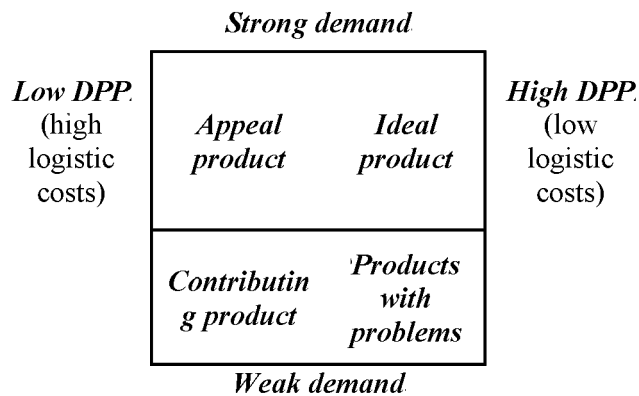 Strong demand
Low DPP.
(high
logistic
costs)
Appeal
product
Ideal
product
High DPP.
(low
logistic
costs)
Contributin
g product
Products
with
problems
Weak demand